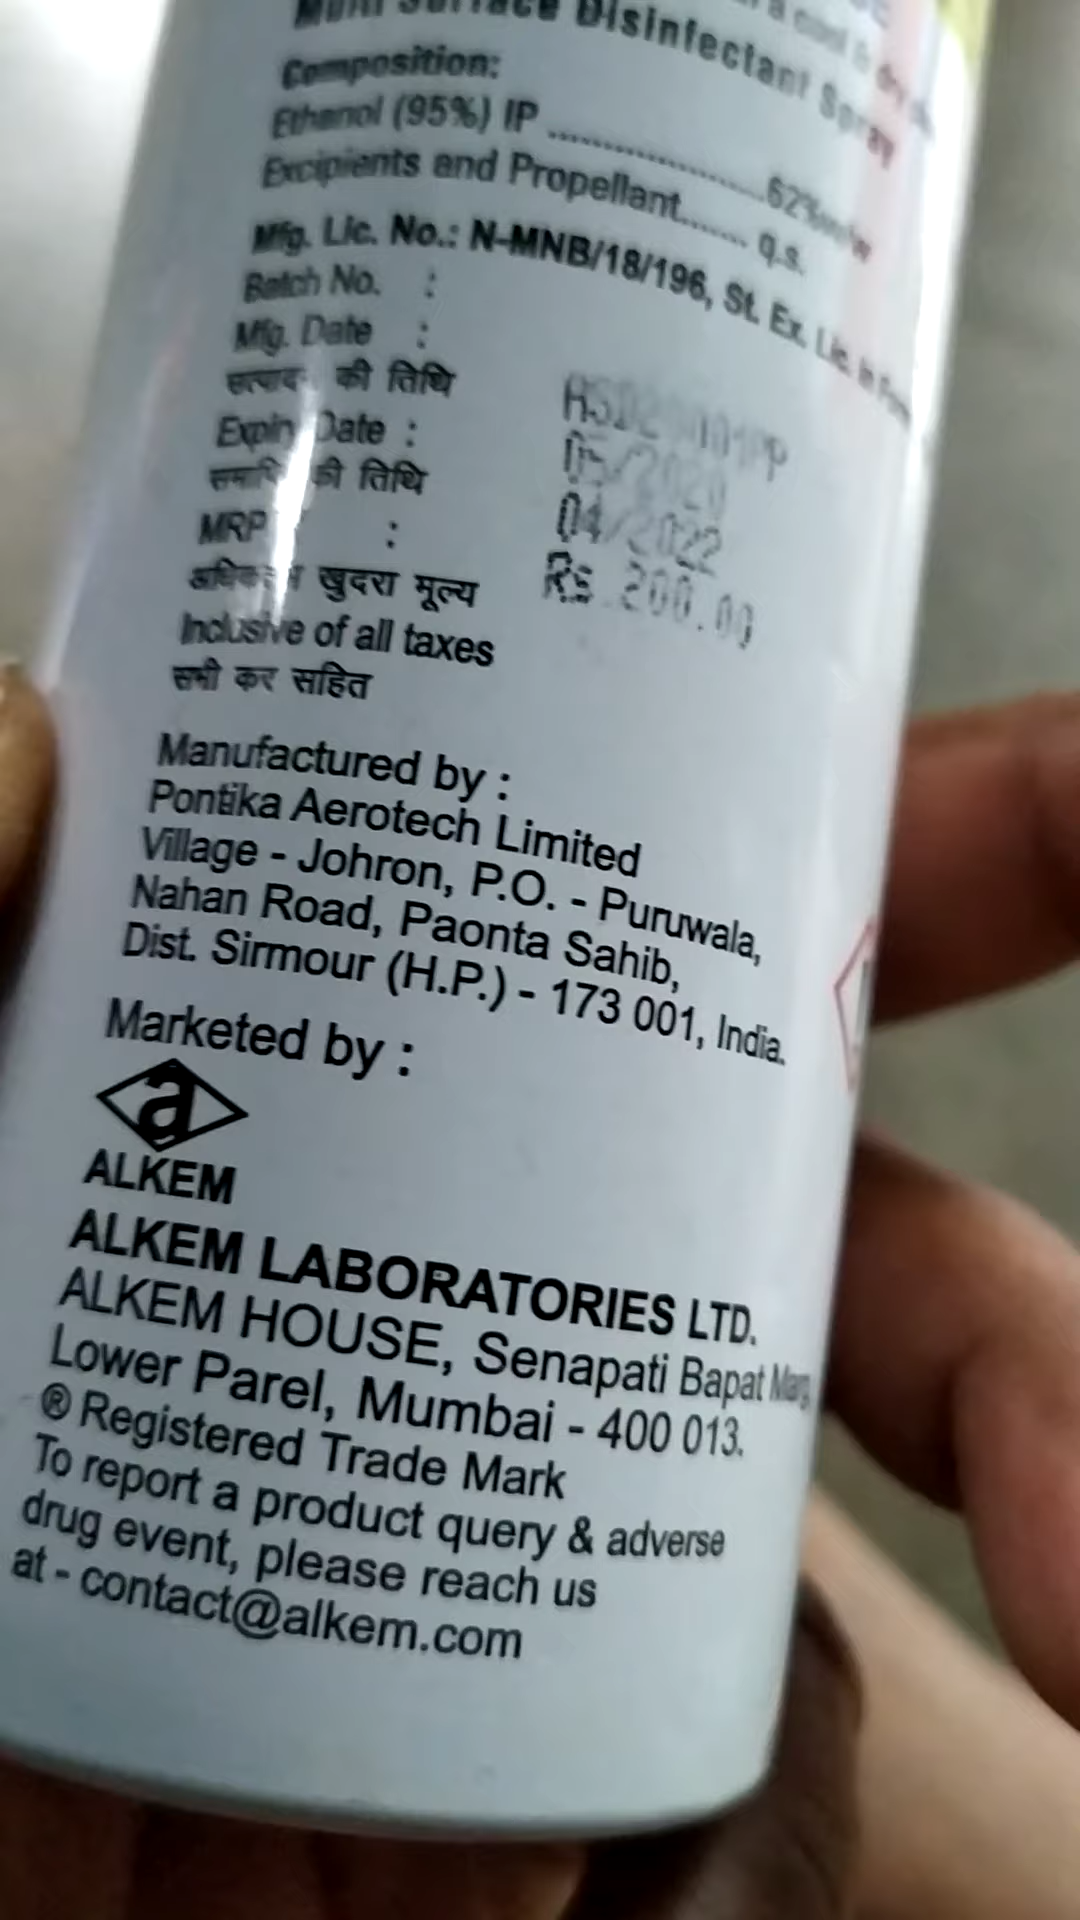 Multi Surface Disinfectant Spray
Composition:
Ethanol (95%) IP ........................62%w/w
Excipients and Propellant....... q.s.
Mfg. Lic. No.: N-MNB/18/196, St. Ex. Lic. in
Batch No. :
Mfg. Date : 05/2020
की तिथि
Expiry Date : 04/2022
समाप्ति की तिथि
MRP : Rs.200.00
अधिकतम खुदरा मूल्य
Inclusive of all taxes
सभी कर सहित
Manufactured by :
Pontika Aerotech Limited
Village - Johron, P.O. - Puruwala,
Nahan Road, Paonta Sahib,
Dist. Sirmour (H.P.) - 173 001, India.
Marketed by :
a
ALKEM
ALKEM LABORATORIES LTD.
ALKEM HOUSE, Senapati Bapat Marg
Lower Parel, Mumbai - 400 013.
® Registered Trade Mark
To report a product query & adverse
drug event, please reach us
at - contact@alkem.com